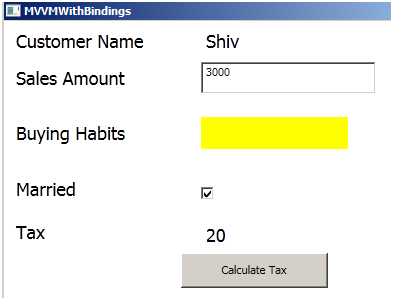 MVVMWithBindings
Customer Name Shiv
Sales Amount 3000
Buying Habits
Married
Tax 20
Calculate Tax